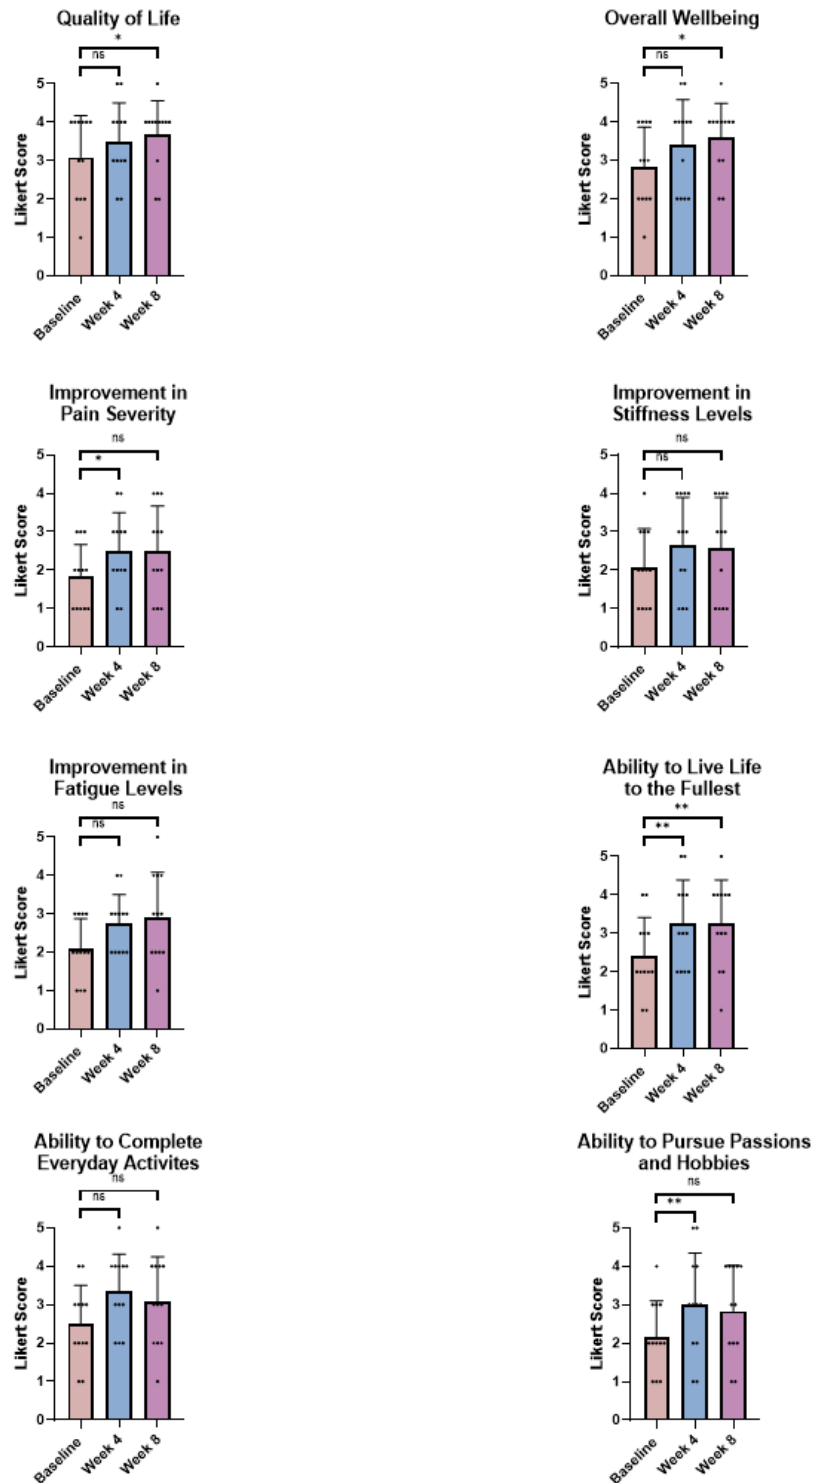 Quality of Life
*
ns
5
4
3
2
1
0
Likert Score
Baseline
Week 4
Week 8
Overall Wellbeing
*
ns
5
4
3
2
1
0
Likert Score
Baseline
Week 4
Week 8
Improvement in
Pain Severity
ns
*
5
4
3
2
1
0
Likert Score
Baseline
Week 4
Week 8
Improvement in
Stiffness Levels
ns
ns
5
4
3
2
1
0
Likert Score
Baseline
Week 4
Week 8
Improvement in
Fatigue Levels
ns
ns
5
4
3
2
1
0
Likert Score
Baseline
Week 4
Week 8
Ability to Live Life
to the Fullest
**
**
5
4
3
2
1
0
Likert Score
Baseline
Week 4
Week 8
Ability to Complete
Everyday Activites
ns
ns
5
4
3
2
1
0
Likert Score
Baseline
Week 4
Week 8
Ability to Pursue Passions
and Hobbies
ns
**
5
4
3
2
1
0
Likert Score
Baseline
Week 4
Week 8